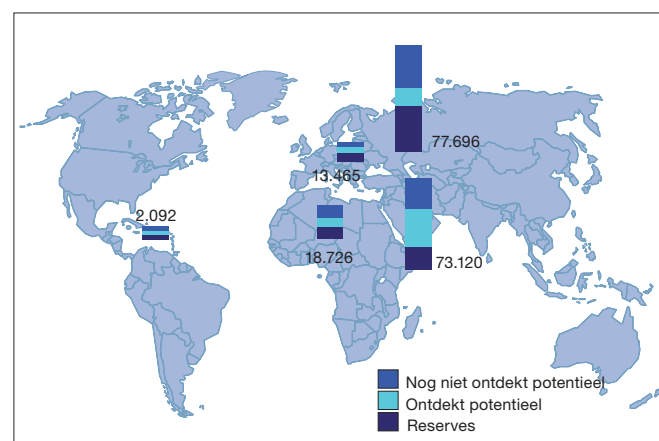 77.696
13.465
2.092
18.726
73.120
Nog niet ontdekt potentieel
Ontdekt potentieel
Reserves